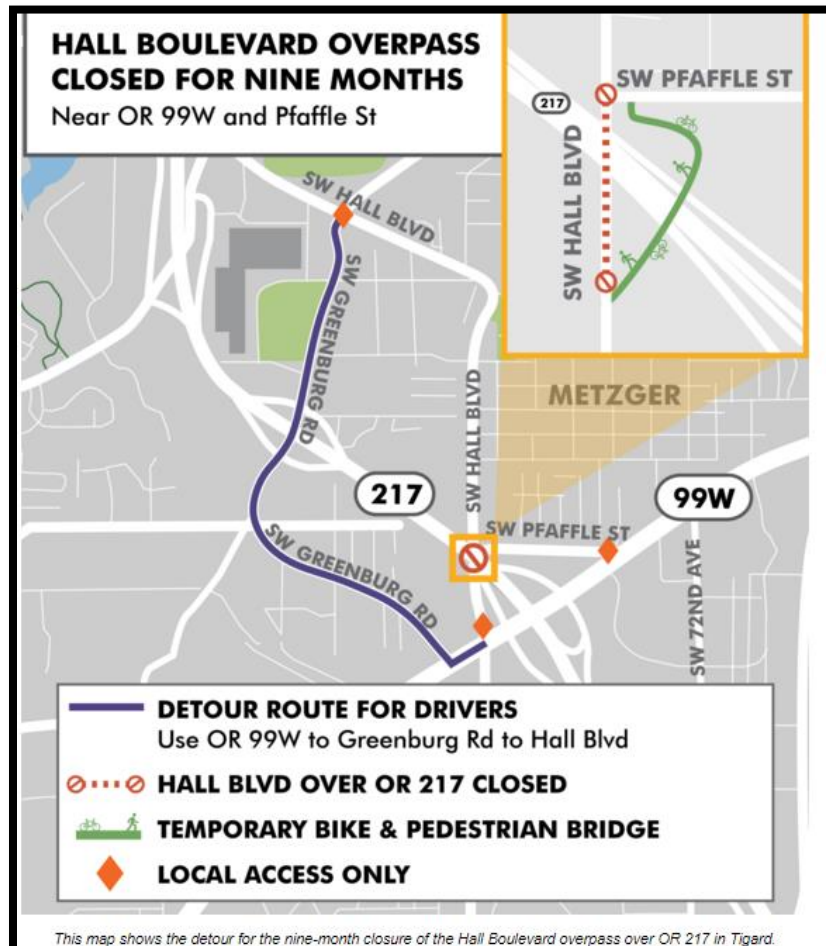 HALL BOULEVARD OVERPASS
CLOSED FOR NINE MONTHS
Near OR 99W and Pfaffle St
SW PFAFFLE ST
217
SW HALL BLVD
SW HALL BLVD
SW GREENBURG RD
METZGER
SW HALL BLVD
217
99W
SW PFAFFLE ST
SW GREENBURG RD
SW 72ND AVE
DETOUR ROUTE FOR DRIVERS
Use OR 99W to Greenburg Rd to Hall Blvd
HALL BLVD OVER OR 217 CLOSED
TEMPORARY BIKE & PEDESTRIAN BRIDGE
LOCAL ACCESS ONLY
This map shows the detour for the nine-month closure of the Hall Boulevard overpass over OR 217 in Tigard.